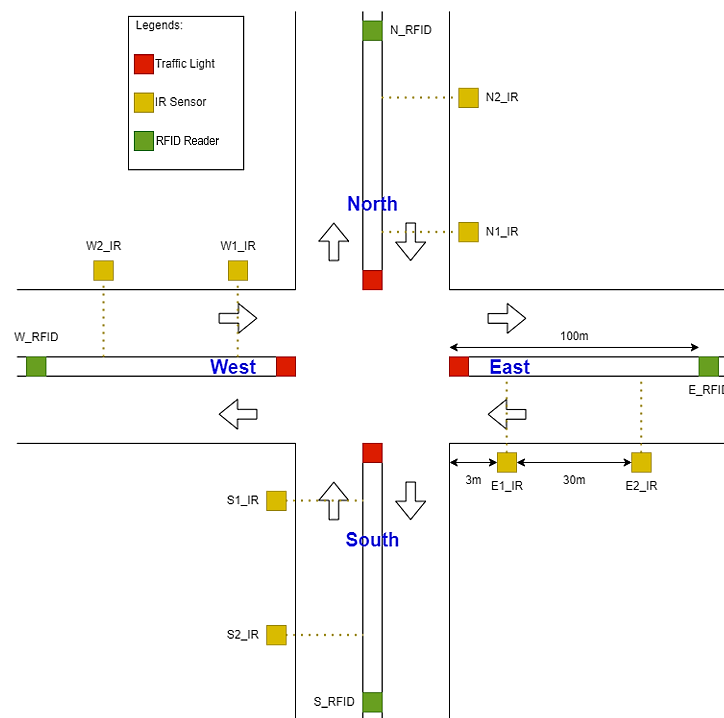 Legends:
Traffic Light
IR Sensor
RFID Reader
N_RFID
N2_IR
North
N1_IR
W2_IR
W1_IR
W_RFID
100m
West
East
E_RFID
3m
E1_IR
30m
E2_IR
S1_IR
South
S2_IR
S_RFID